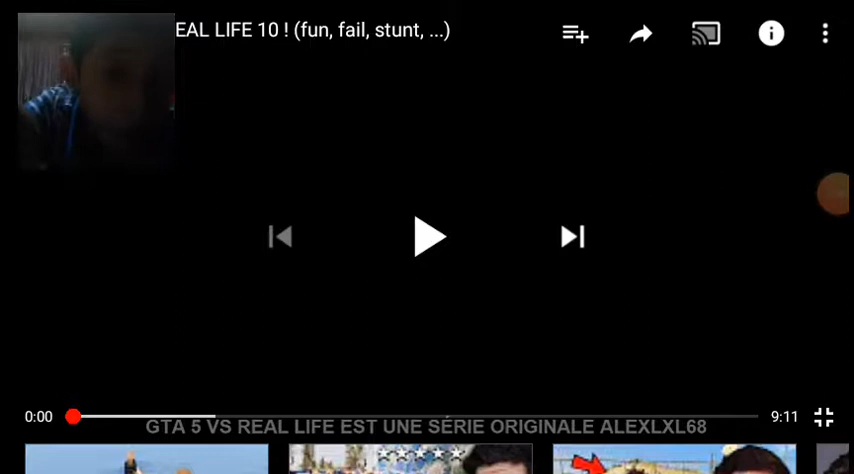 EAL LIFE 10 ! (fun, fail, stunt, ...)
0:00
9:11
GTA 5 VS REAL LIFE EST UNE SÉRIE ORIGINALE ALEXLXL68